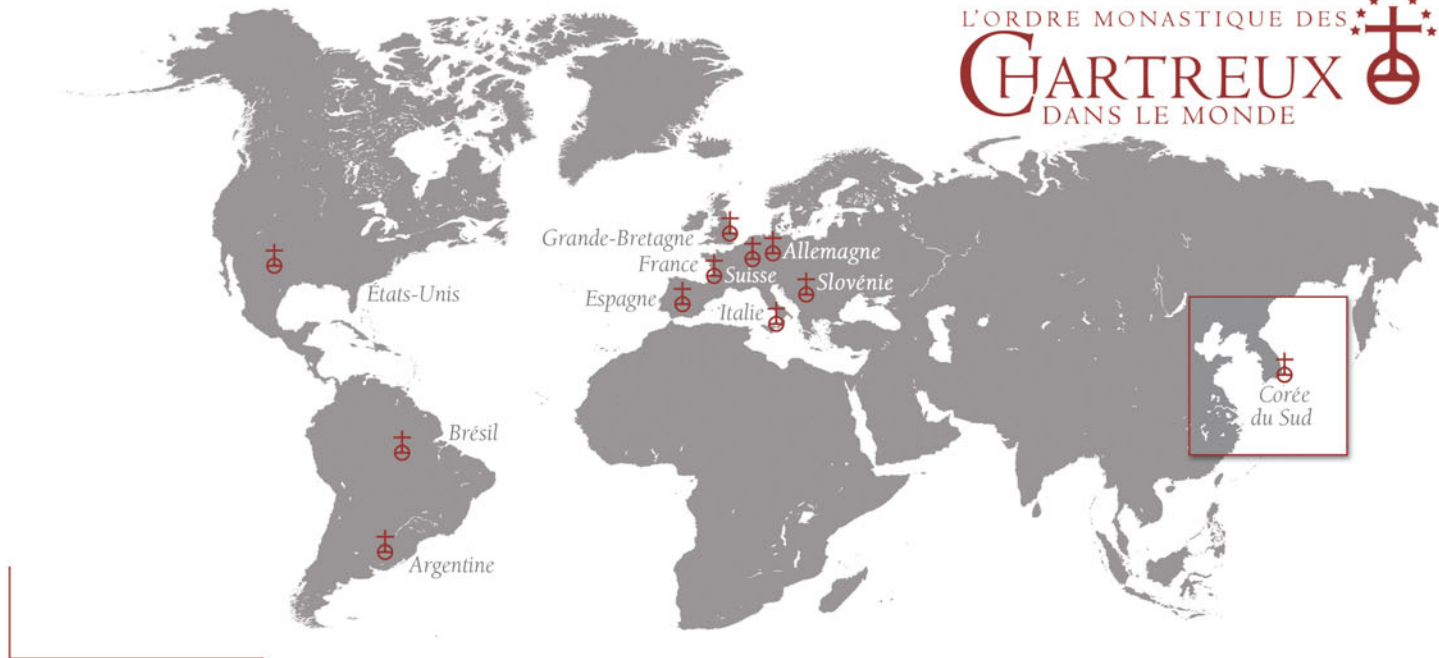 L'ORDRE MONASTIQUE DES
CHARTREUX
DANS LE MONDE
Grande-Bretagne
Allemagne
France
Suisse
Slovénie
Espagne
Italie
États-Unis
Corée
du Sud
Brésil
Argentine